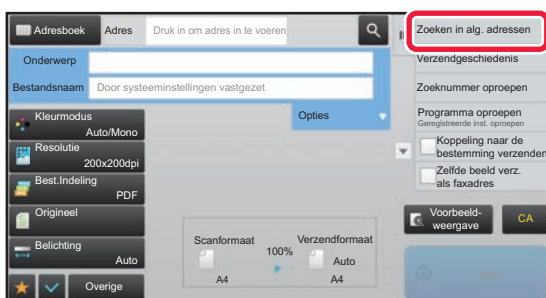 Adresboek
Adres
Druk in om adres in te voeren
Onderwerp
Bestandsnaam
Door systeeminstellingen vastgezet
Opties
Kleurmodus
Auto/Mono
Resolutie
200x200dpi
Best.Indeling
PDF
Origineel
Belichting
Auto
Overige
Scanformaat
A4
100%
Verzendformaat
Auto
A4
Zoeken in alg. adressen
Verzendgeschiedenis
Zoeknummer oproepen
Programma oproepen
Geregistreerde inst. oproepen
Koppeling naar de
bestemming verzenden
Zelfde beeld verz.
als faxadres
Voorbeeld-
weergave
CA
Start